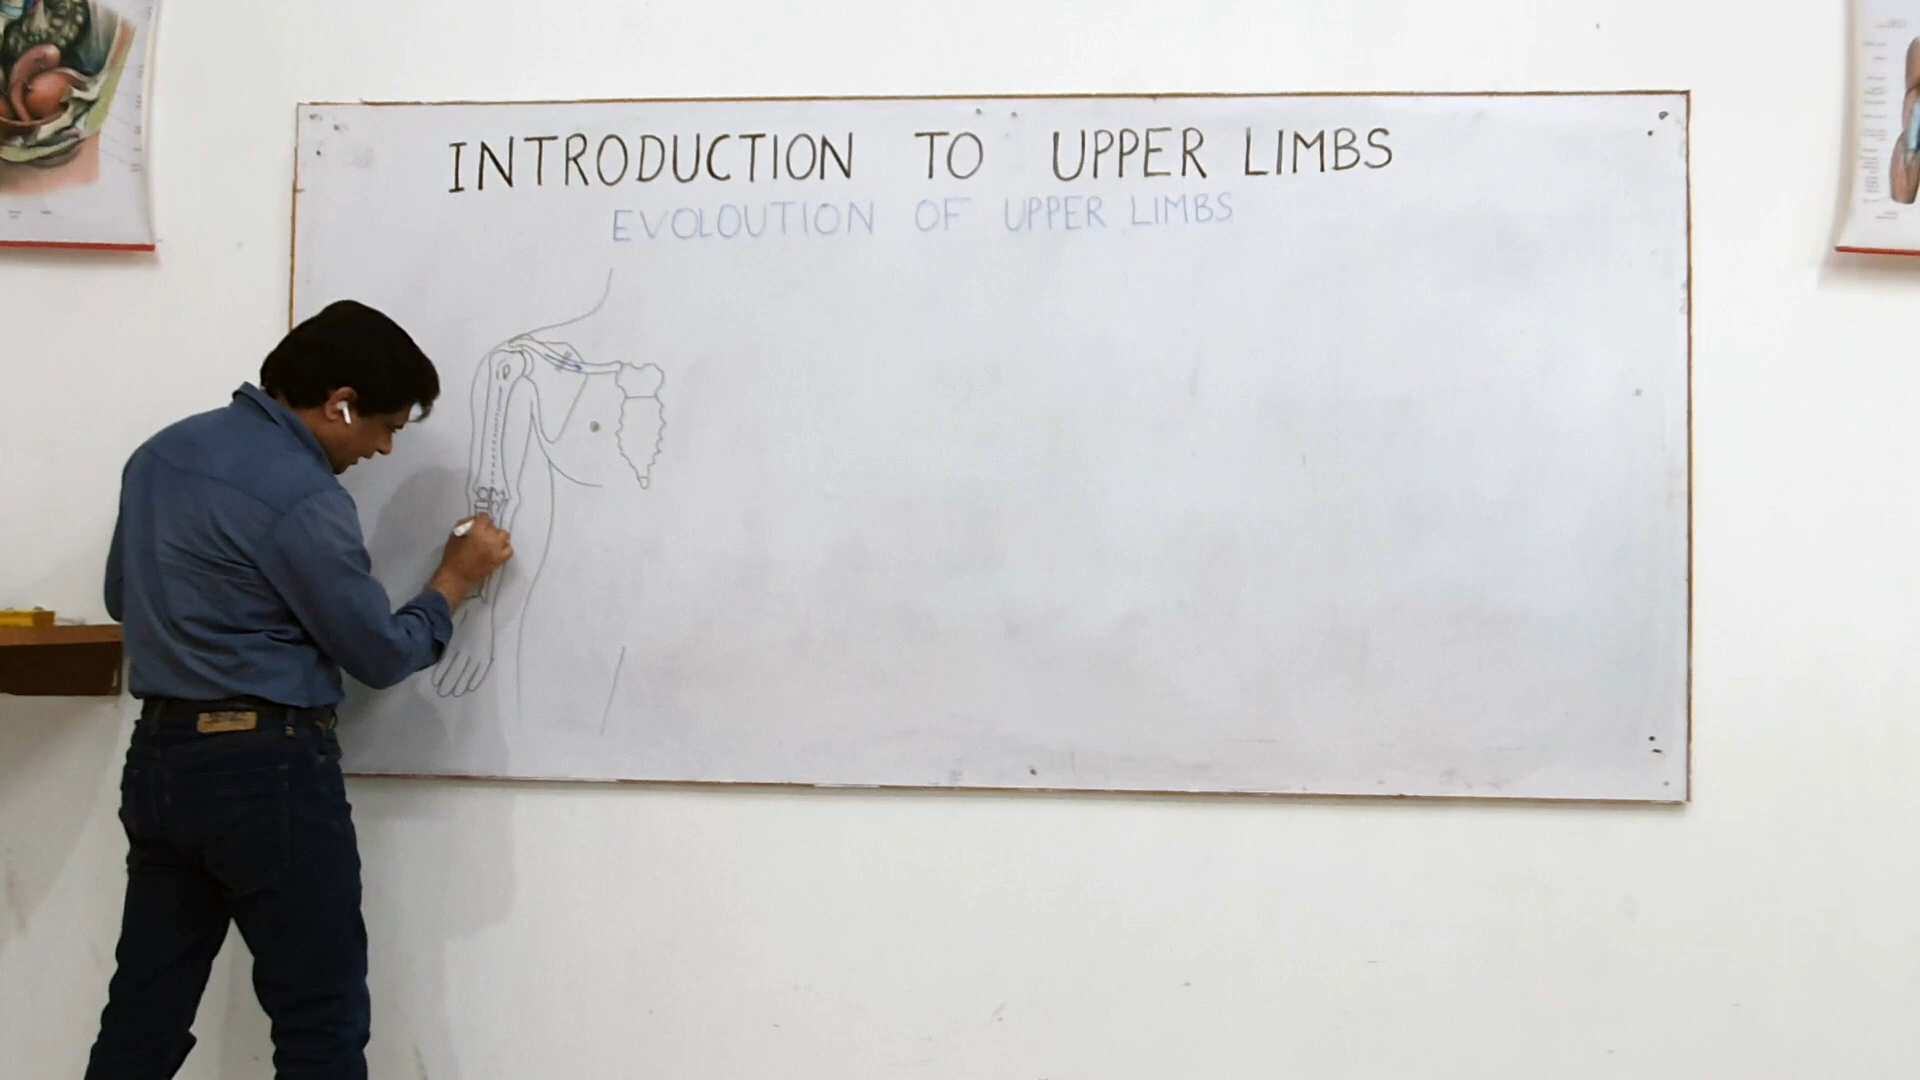 INTRODUCTION TO UPPER LIMBS
EVOLOUTION OF UPPER LIMBS